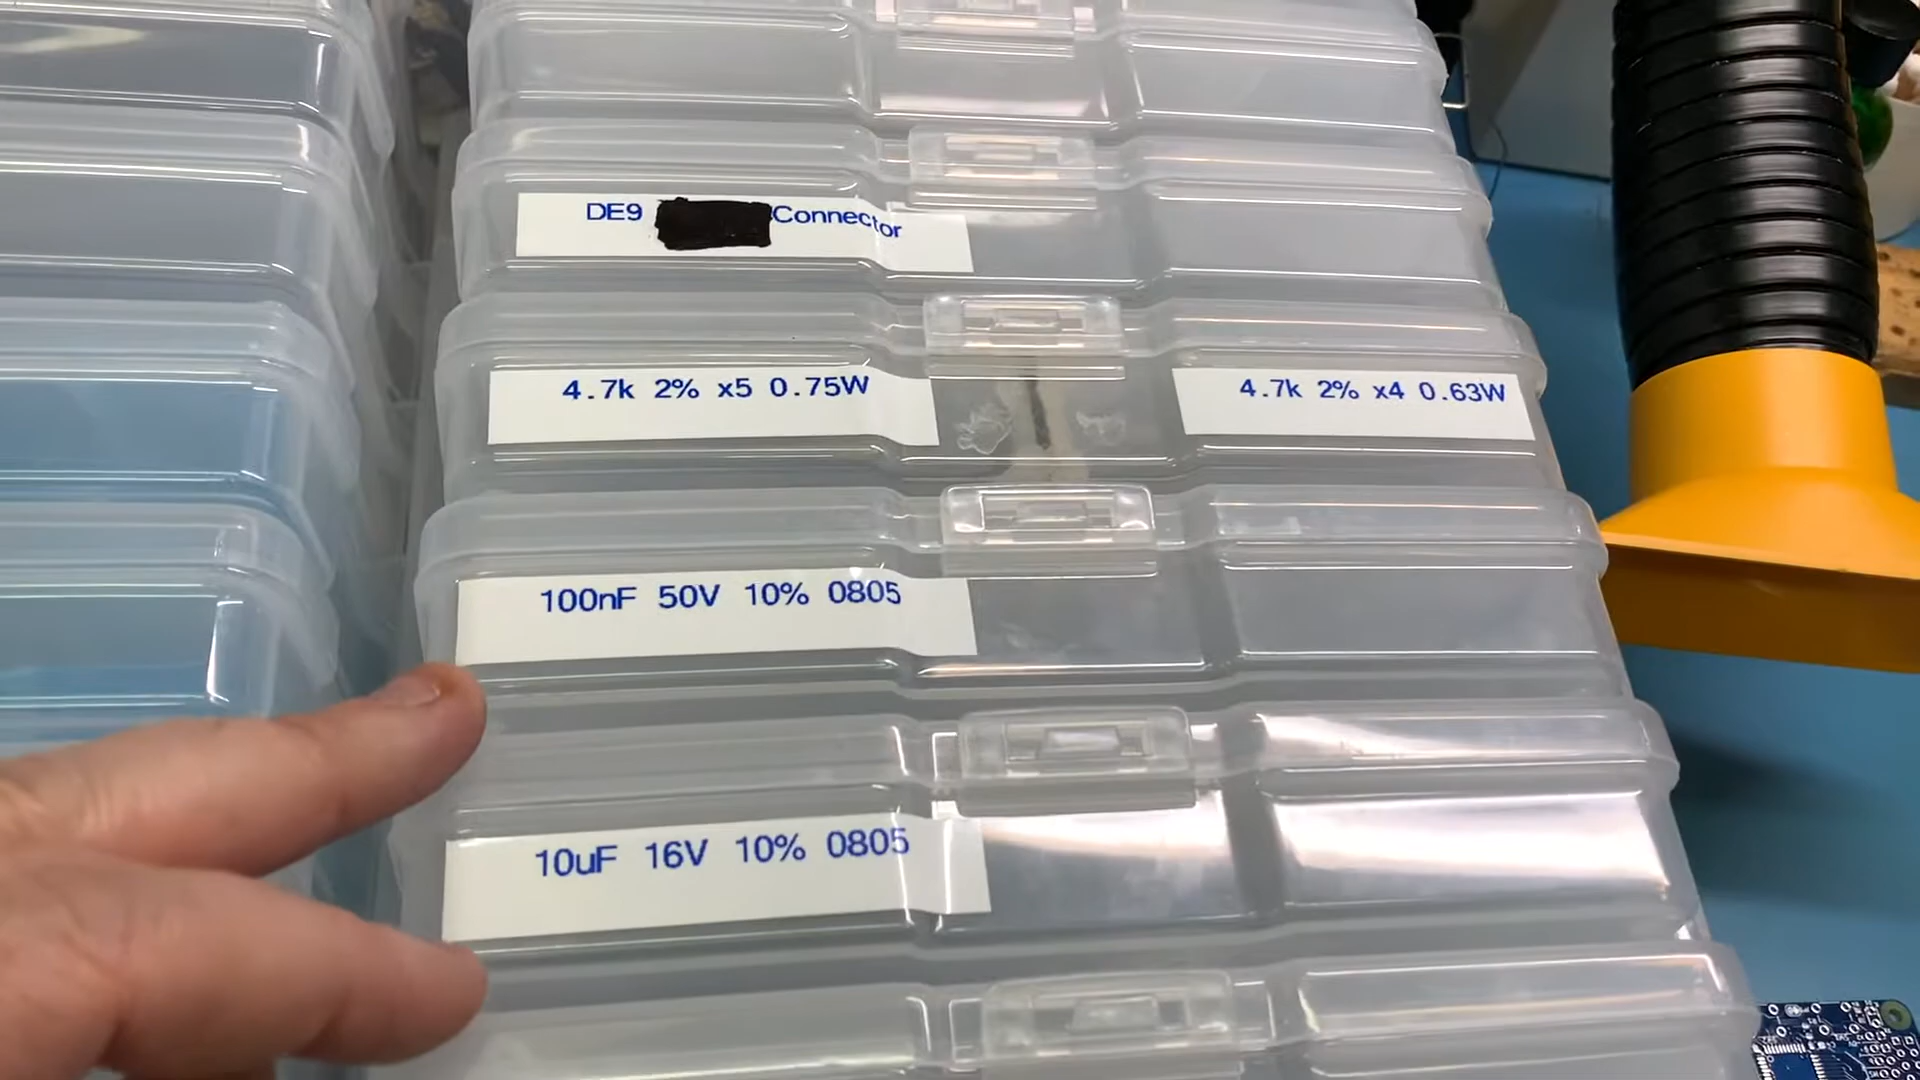 DE9 Connector
4.7k 2% x5 0.75W
4.7k 2% x4 0.63W
100nF 50V 10% 0805
10uF 16V 10% 0805